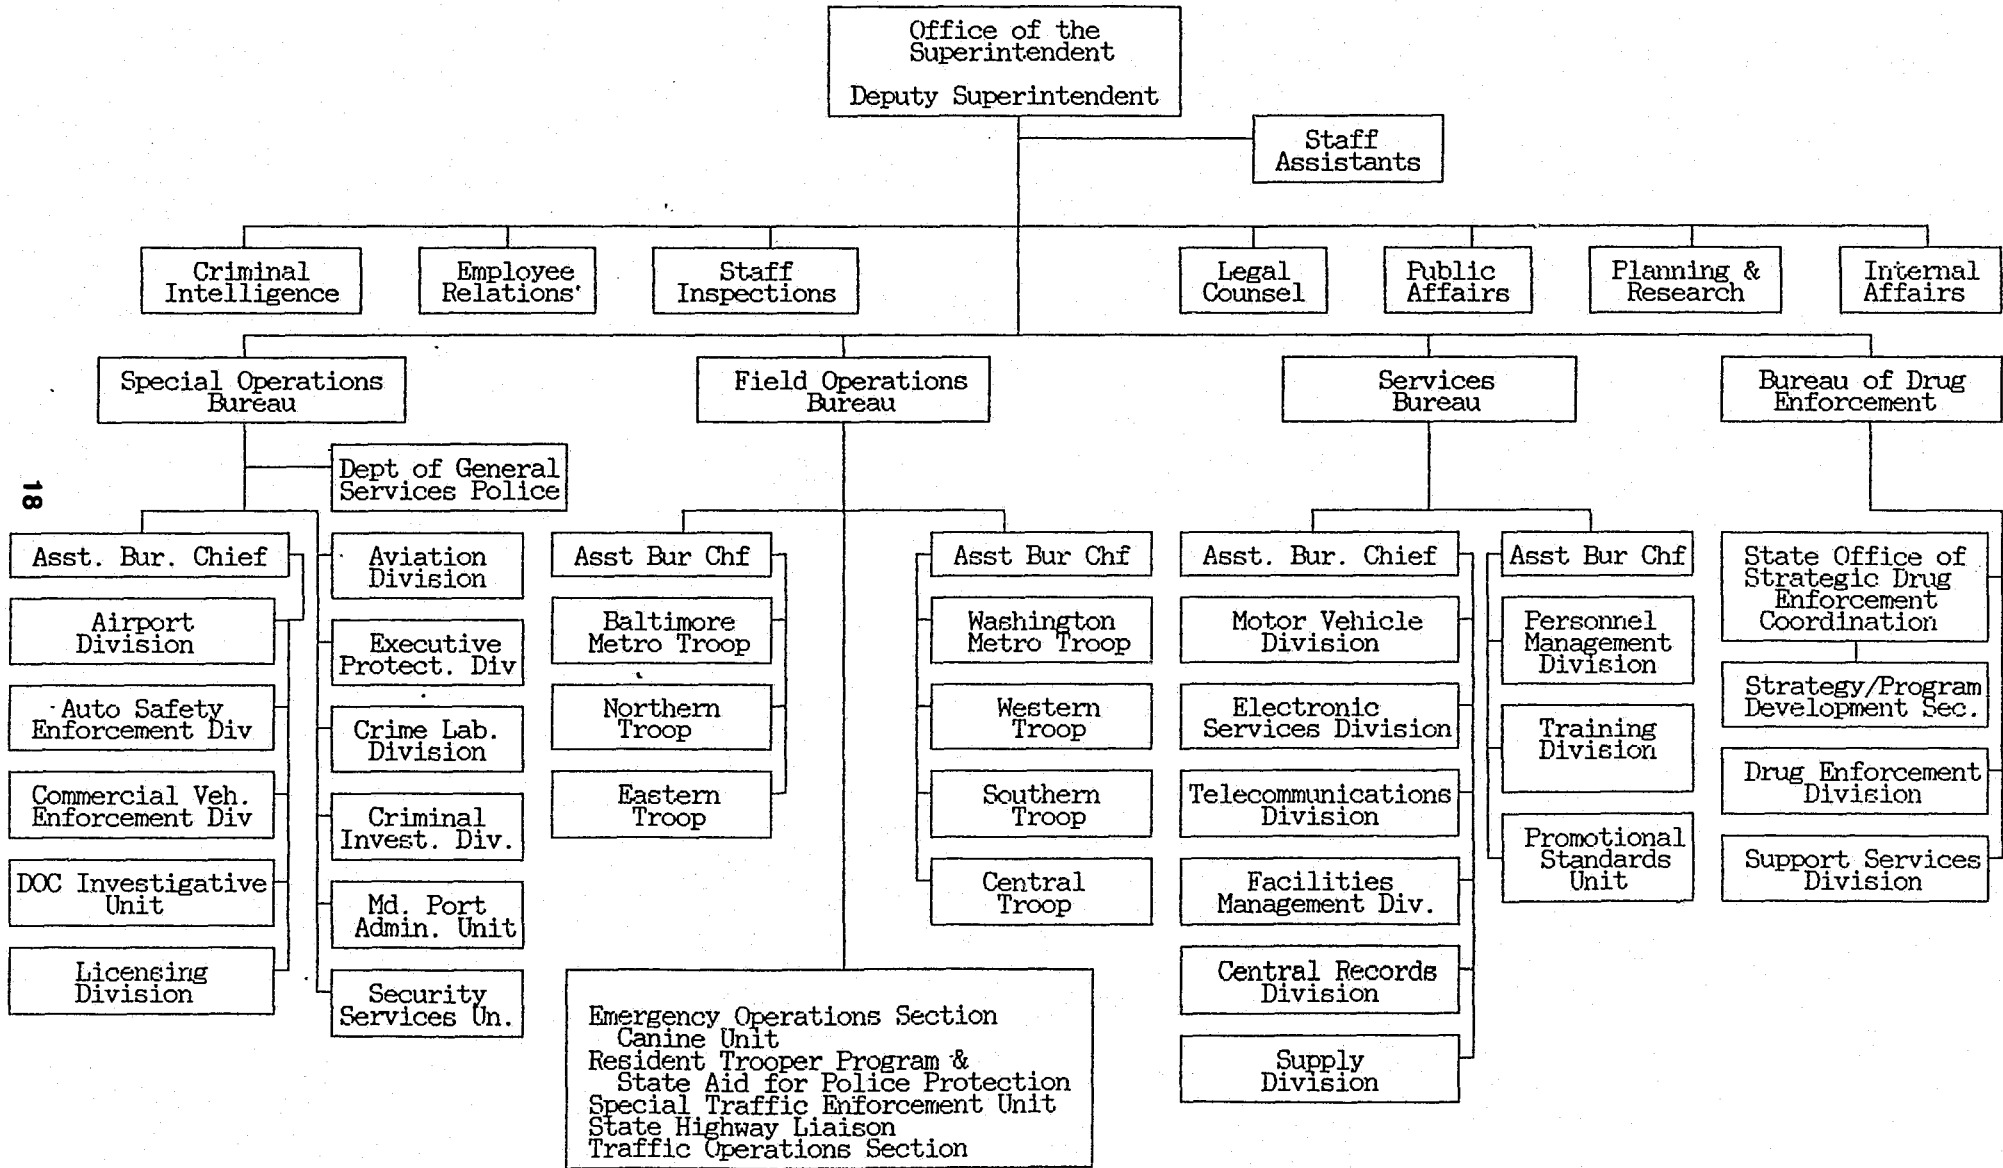 Office of the
Superintendent
Deputy Superintendent
Staff
Assistants
Criminal
Intelligence
Employee
Relations
Staff
Inspections
Legal
Counsel
Public
Affairs
Planning &
Research
Internal
Affairs
Special Operations
Bureau
Field Operations
Bureau
Services
Bureau
Bureau of Drug
Enforcement
Dept of General
Services Police
18
Asst. Bur. Chief
Airport
Division
Auto Safety
Enforcement Div
Commercial Veh.
Enforcement Div
DOC Investigative
Unit
Licensing
Division
Aviation
Division
Executive
Protect. Div
Crime Lab.
Division
Criminal
Invest. Div.
Md. Port
Admin. Unit
Security
Services Un.
Asst Bur Chf
Baltimore
Metro Troop
Northern
Troop
Eastern
Troop
Asst Bur Chf
Washington
Metro Troop
Western
Troop
Southern
Troop
Central
Troop
Emergency Operations Section
Canine Unit
Resident Trooper Program &
State Aid for Police Protection
Special Traffic Enforcement Unit
State Highway Liaison
Traffic Operations Section
Asst. Bur. Chief
Motor Vehicle
Division
Electronic
Services Division
Telecommunications
Division
Facilities
Management Div.
Central Records
Division
Supply
Division
Asst Bur Chf
Personnel
Management
Division
Training
Division
Promotional
Standards
Unit
State Office of
Strategic Drug
Enforcement
Coordination
Strategy/Program
Development Sec.
Drug Enforcement
Division
Support Services
Division